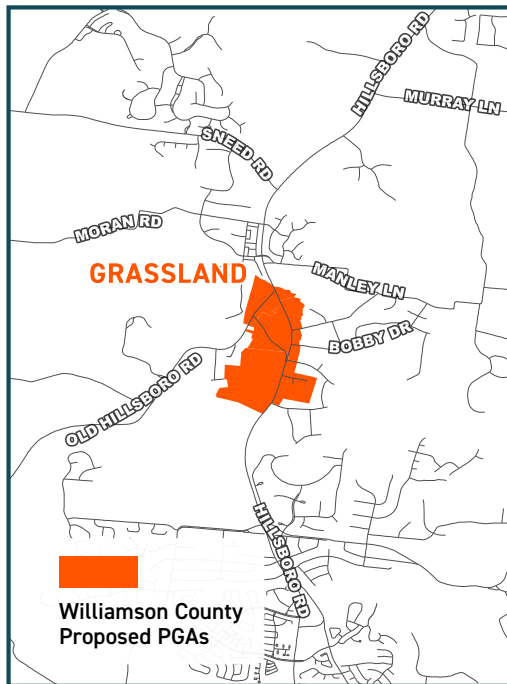 HILLSBORO RD
MURRAY LN
SNEED RD
MORAN RD
GRASSLAND
MANLEY LN
BOBBY DR
OLD HILLSBORO RD
HILLSBORO RD
Williamson County
Proposed PGAs